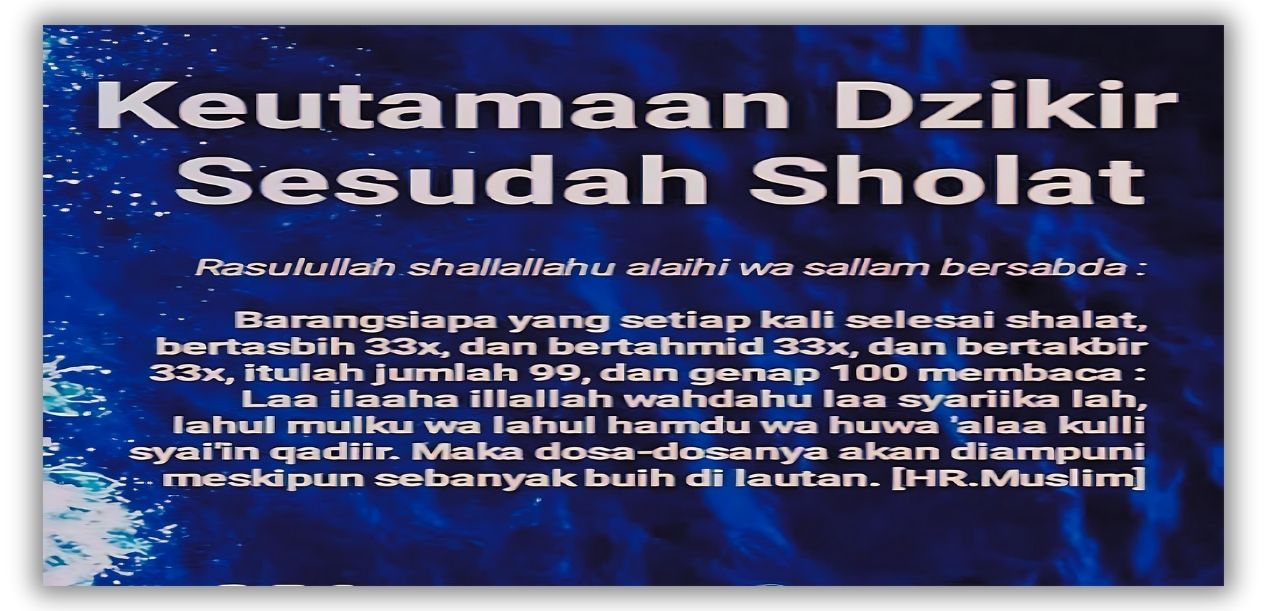 Keutamaan Dzikir
Sesudah Sholat
Rasulullah shallallahu alaihi wa sallam bersabda :
Barangsiapa yang setiap kali selesai shalat,
bertasbih 33x, dan bertahmid 33x, dan bertakbir
33x, itulah jumlah 99, dan genap 100 membaca :
Laa ilaaha illallah wahdahu laa syariika lah,
lahul mulku wa lahul hamdu wa huwa 'alaa kulli
syai'in qadiir. Maka dosa-dosanya akan diampuni
meskipun sebanyak buih di lautan. [HR.Muslim]